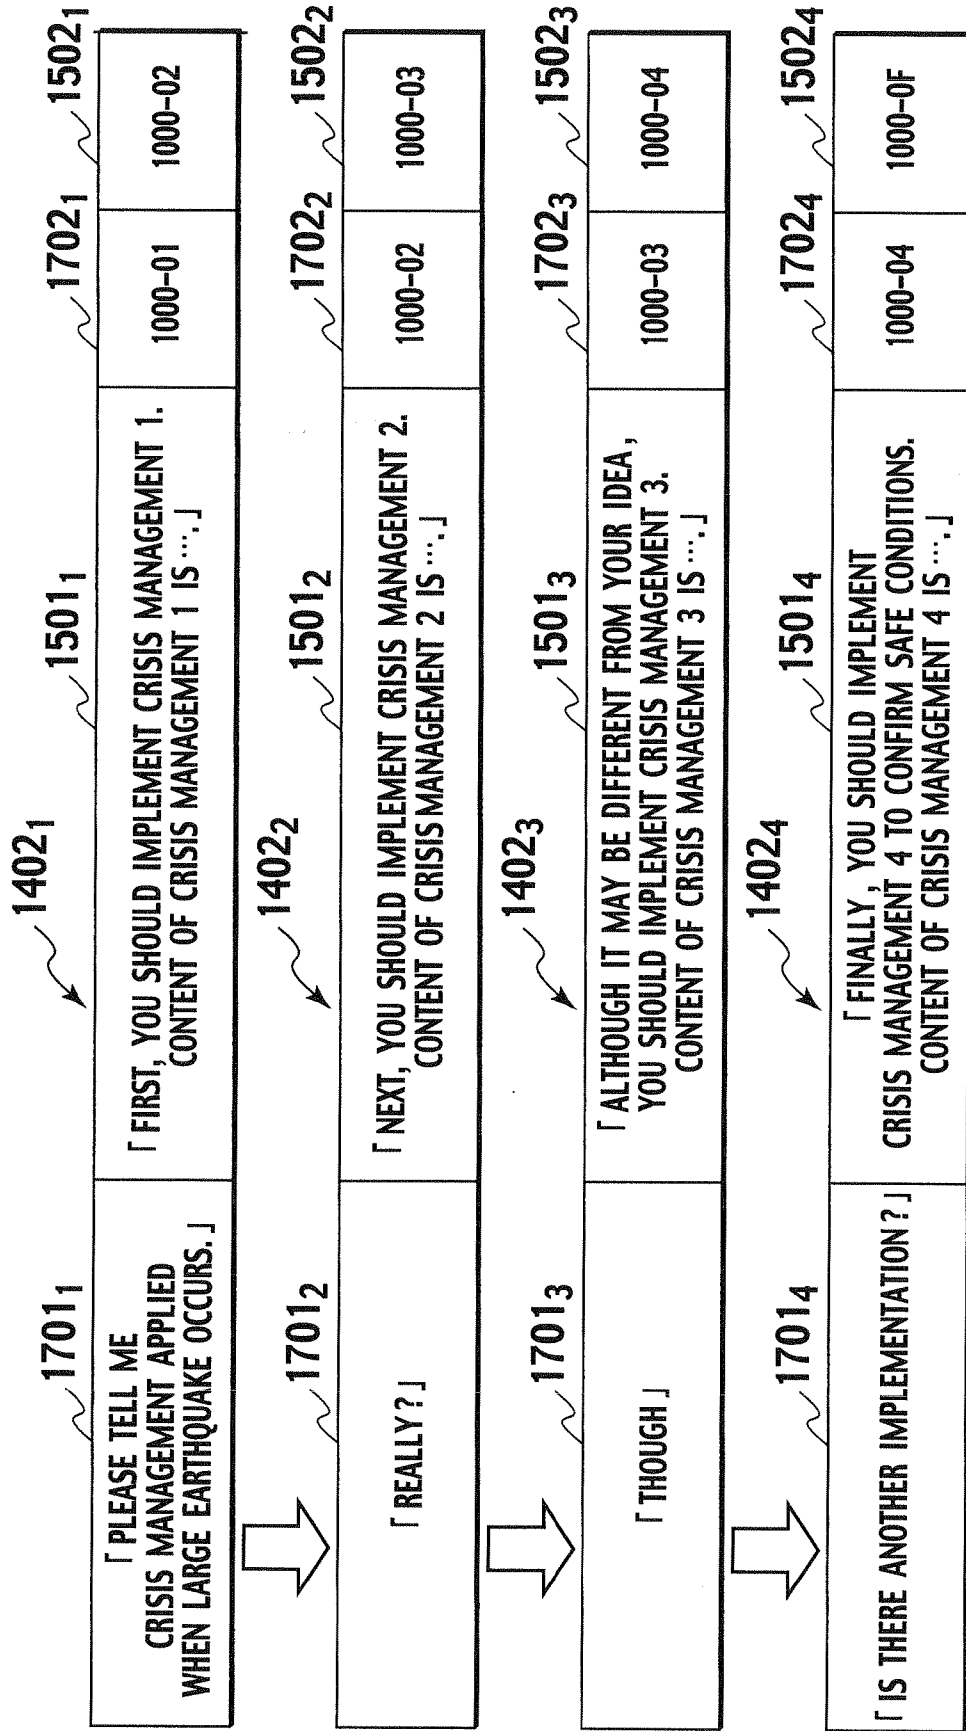 1402₁
1701₁ 1501₁ 1702₁ 1502₁
「PLEASE TELL ME
CRISIS MANAGEMENT APPLIED
WHEN LARGE EARTHQUAKE OCCURS.」
「FIRST, YOU SHOULD IMPLEMENT CRISIS MANAGEMENT 1.
CONTENT OF CRISIS MANAGEMENT 1 IS ….」
1000-01
1000-02
1402₂
1701₂ 1501₂ 1702₂ 1502₂
「REALLY?」
「NEXT, YOU SHOULD IMPLEMENT CRISIS MANAGEMENT 2.
CONTENT OF CRISIS MANAGEMENT 2 IS ….」
1000-02
1000-03
1402₃
1701₃ 1501₃ 1702₃ 1502₃
「THOUGH」
「ALTHOUGH IT MAY BE DIFFERENT FROM YOUR IDEA,
YOU SHOULD IMPLEMENT CRISIS MANAGEMENT 3.
CONTENT OF CRISIS MANAGEMENT 3 IS ….」
1000-03
1000-04
1402₄
1701₄ 1501₄ 1702₄ 1502₄
「IS THERE ANOTHER IMPLEMENTATION?」
「FINALLY, YOU SHOULD IMPLEMENT
CRISIS MANAGEMENT 4 TO CONFIRM SAFE CONDITIONS.
CONTENT OF CRISIS MANAGEMENT 4 IS ….」
1000-04
1000-0F